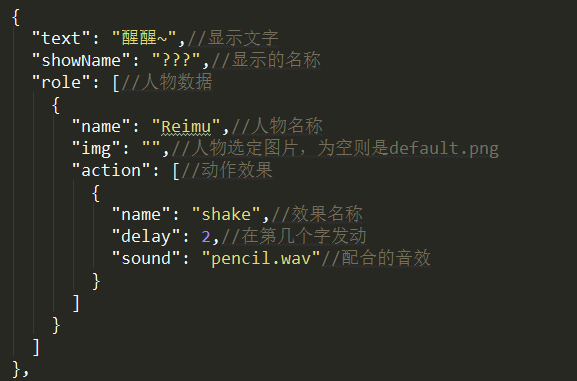 {
"text": "醒醒~",//显示文字
"showName": "???",//显示的名称
"role": [//人物数据
{
"name": "Reimu",//人物名称
"img": "",//人物选定图片，为空则是default.png
"action": [//动作效果
{
"name": "shake",//效果名称
"delay": 2,//在第几个字发动
"sound": "pencil.wav"//配合的音效
}
]
}
]
},